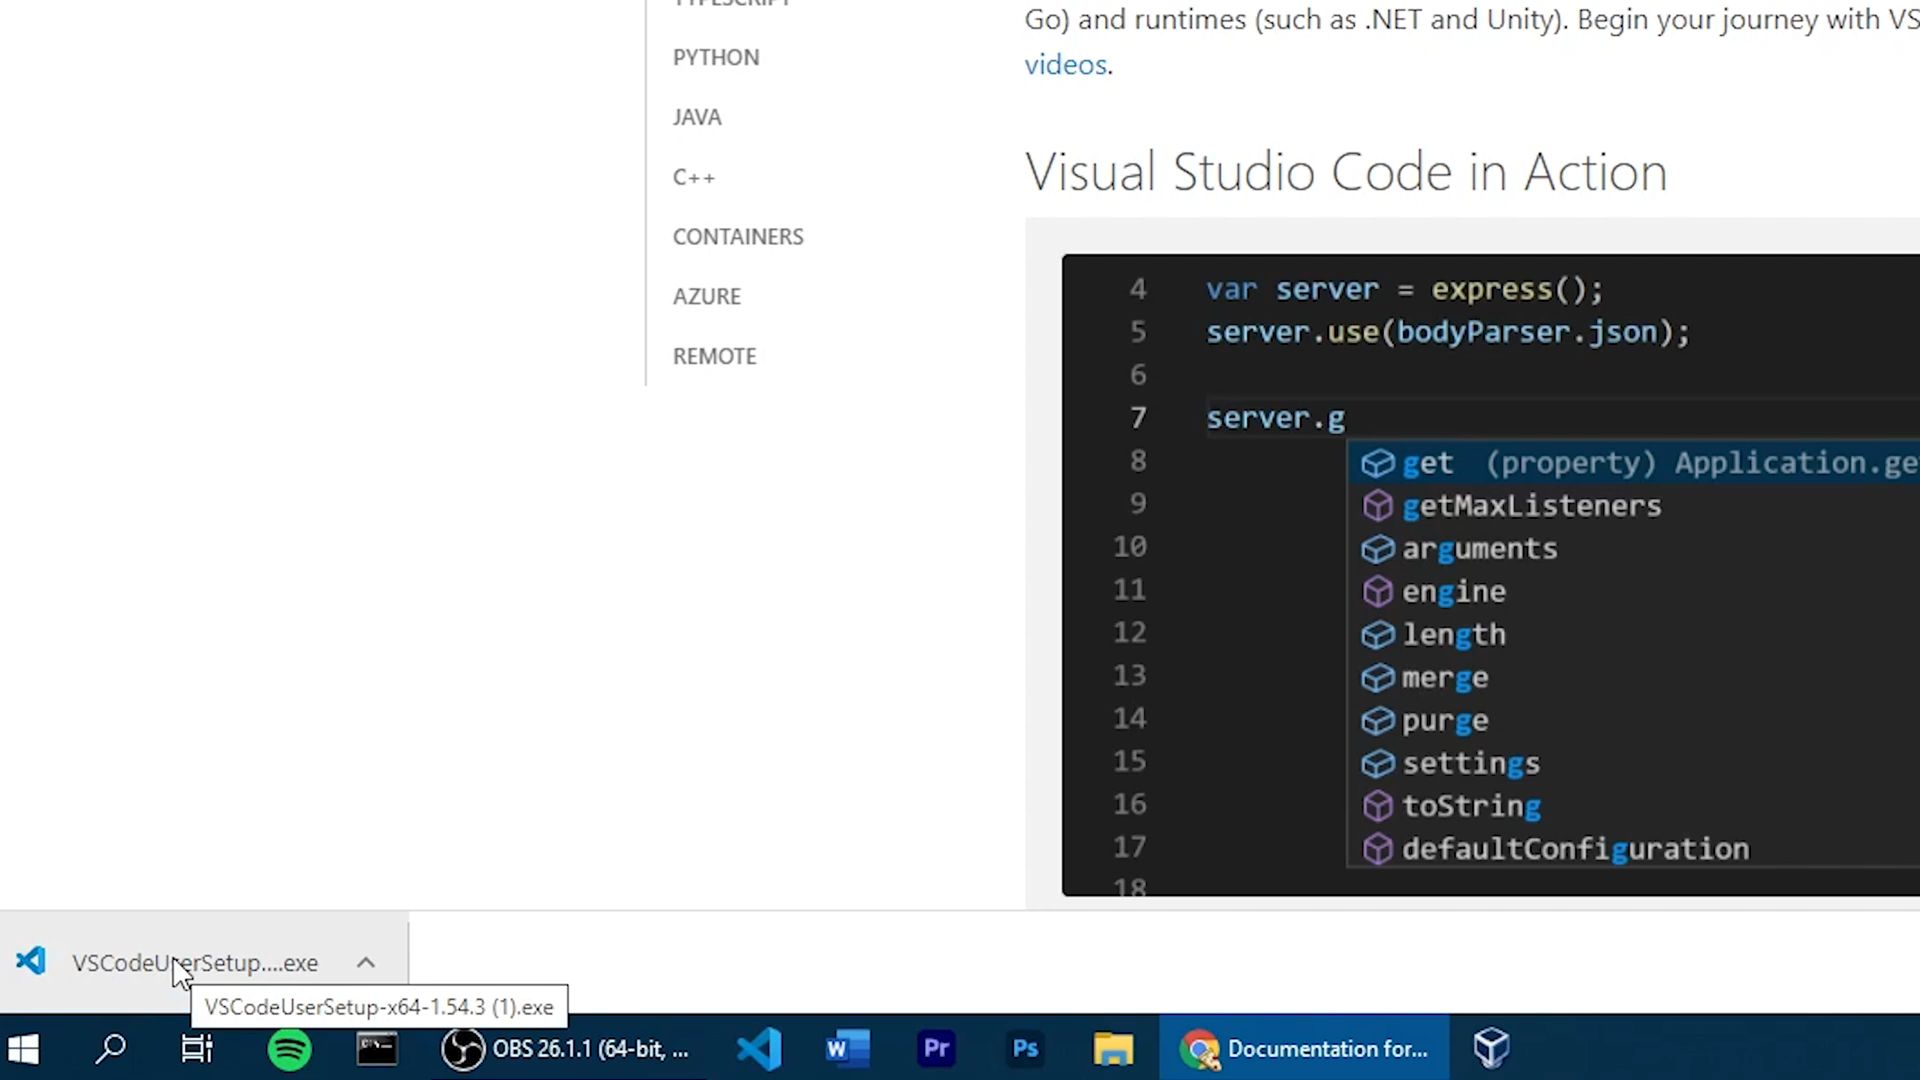 TYPESCRIPT
PYTHON
JAVA
C++
CONTAINERS
AZURE
REMOTE
Go) and runtimes (such as .NET and Unity). Begin your journey with VS
videos.
Visual Studio Code in Action
4 var server = express();
5 server.use(bodyParser.json);
6
7 server.g
8 get (property) Application.ge
9 getMaxListeners
10 arguments
11 engine
12 length
13 merge
14 purge
15 settings
16 toString
17 defaultConfiguration
18
VSCodeUserSetup....exe
VSCodeUserSetup-x64-1.54.3 (1).exe
OBS 26.1.1 (64-bit, ...
W
Pr
Ps
Documentation for...